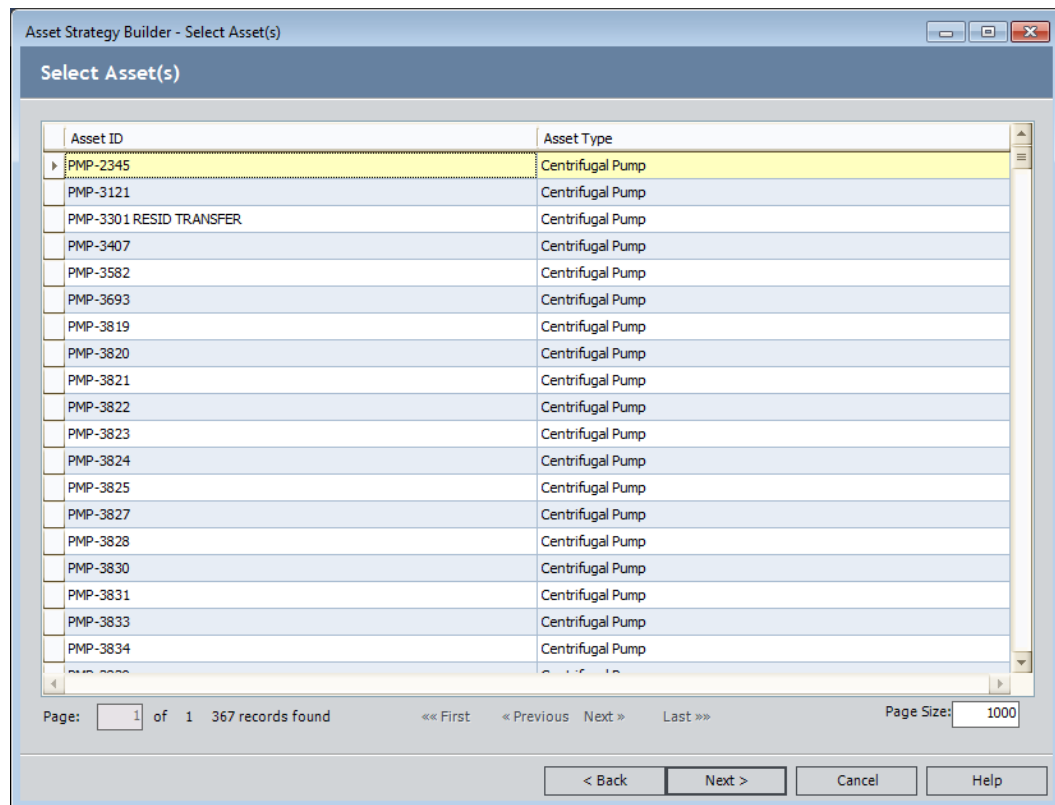 Asset Strategy Builder - Select Asset(s)
Select Asset(s)
Asset ID Asset Type
PMP-2345 Centrifugal Pump
PMP-3121 Centrifugal Pump
PMP-3301 RESID TRANSFER Centrifugal Pump
PMP-3407 Centrifugal Pump
PMP-3582 Centrifugal Pump
PMP-3693 Centrifugal Pump
PMP-3819 Centrifugal Pump
PMP-3820 Centrifugal Pump
PMP-3821 Centrifugal Pump
PMP-3822 Centrifugal Pump
PMP-3823 Centrifugal Pump
PMP-3824 Centrifugal Pump
PMP-3825 Centrifugal Pump
PMP-3827 Centrifugal Pump
PMP-3828 Centrifugal Pump
PMP-3830 Centrifugal Pump
PMP-3831 Centrifugal Pump
PMP-3833 Centrifugal Pump
PMP-3834 Centrifugal Pump
Page: 1 of 1 367 records found «« First « Previous Next » Last »» Page Size: 1000
< Back Next > Cancel Help